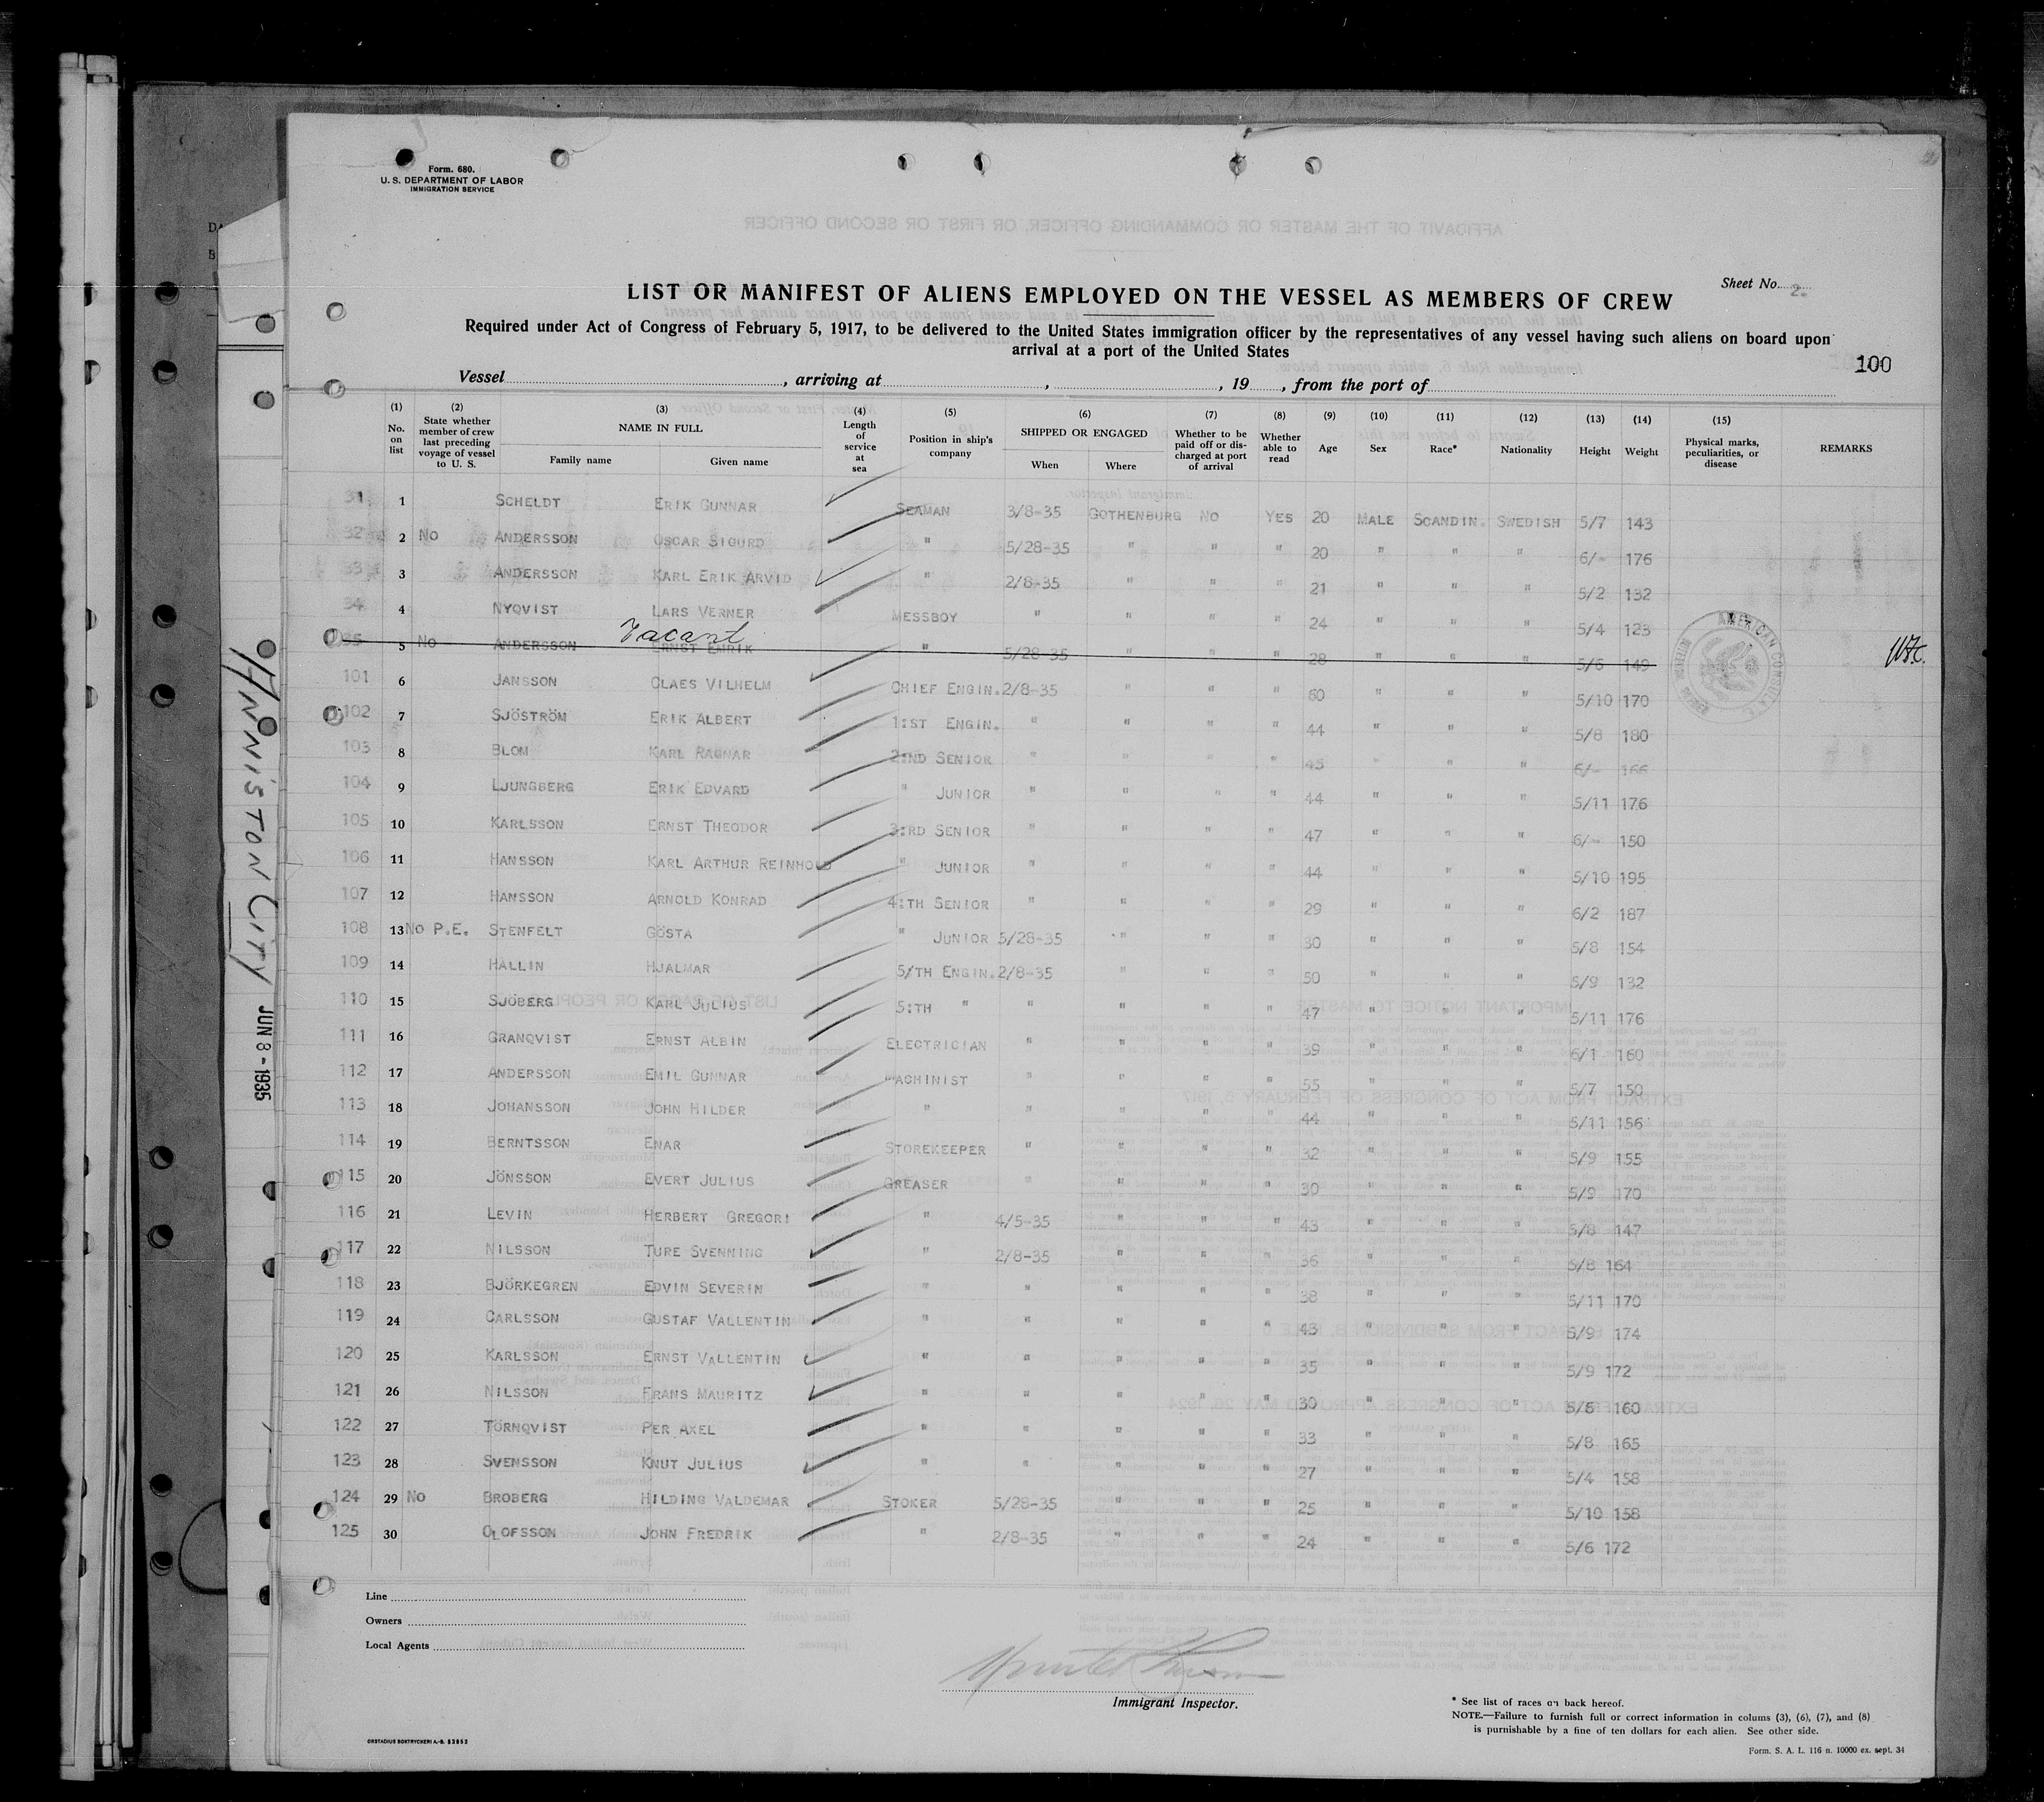 Form. 680.
U. S. DEPARTMENT OF LABOR
IMMIGRATION SERVICE
LIST OR MANIFEST OF ALIENS EMPLOYED ON THE VESSEL AS MEMBERS OF CREW
Sheet No. 2.
Required under Act of Congress of February 5, 1917, to be delivered to the United States immigration officer by the representatives of any vessel having such aliens on board upon
arrival at a port of the United States
100
Vessel , arriving at , , 19 , from the port of
(1) No. on list (2) State whether member of crew last preceding voyage of vessel to U. S. (3) NAME IN FULL Family name Given name (4) Length of service at sea (5) Position in ship's company (6) SHIPPED OR ENGAGED When Where (7) Whether to be paid off or discharged at port of arrival (8) Whether able to read (9) Age (10) Sex (11) Race* (12) Nationality (13) Height (14) Weight (15) Physical marks, peculiarities, or disease REMARKS
31 1 SCHELDT ERIK GUNNAR SEAMAN 3/8-35 GOTHENBURG NO YES 20 MALE SCANDIN. SWEDISH 5/7 143
32 2 NO ANDERSSON OSCAR SIGURD " 5/28-35 " " " 20 " " " 6/- 176
33 3 ANDERSSON KARL ERIK ARVID " 2/8-35 " " " 21 " " " 5/2 132
34 4 NYQVIST LARS VERNER MESSBOY " " " " 24 " " " 5/4 123
Vacant
35 5 NO ANDERSSON ERNST EMRIK " 5/28-35 " " " 28 " " " 5/6 149
101 6 JANSSON CLAES VILHELM CHIEF ENGIN. 2/8-35 " " " 60 " " " 5/10 170
102 7 SJÖSTRÖM ERIK ALBERT 1:ST ENGIN. " " " " 44 " " " 5/8 180
103 8 BLOM KARL RAGNAR 2:ND SENIOR " " " " 45 " " " 6/- 166
104 9 LJUNGBERG ERIK EDVARD " JUNIOR " " " " 44 " " " 5/11 176
105 10 KARLSSON ERNST THEODOR 3:RD SENIOR " " " " 47 " " " 6/- 150
106 11 HANSSON KARL ARTHUR REINHOLD " JUNIOR " " " " 44 " " " 5/10 195
107 12 HANSSON ARNOLD KONRAD 4:TH SENIOR " " " " 29 " " " 6/2 187
108 13 NO P.E. STENFELT GÖSTA " JUNIOR 5/28-35 " " " 30 " " " 5/8 154
109 14 HALLIN HJALMAR 5/TH ENGIN. 2/8-35 " " " 50 " " " 5/9 132
110 15 SJÖBERG KARL JULIUS 5:TH " " " " " 47 " " " 5/11 176
111 16 GRANQVIST ERNST ALBIN ELECTRICIAN " " " " 39 " " " 6/1 160
112 17 ANDERSSON EMIL GUNNAR MACHINIST " " " " 55 " " " 5/7 150
113 18 JOHANSSON JOHN HILDER " " " " " 44 " " " 5/11 156
114 19 BERNTSSON ENAR STOREKEEPER " " " " 32 " " " 5/9 155
115 20 JÖNSSON EVERT JULIUS GREASER " " " " 30 " " " 5/9 170
116 21 LEVIN HERBERT GREGORI " 4/5-35 " " " 43 " " " 5/8 147
117 22 NILSSON TURE SVENNING " 2/8-35 " " " 36 " " " 5/8 164
118 23 BJÖRKEGREN EDVIN SEVERIN " " " " " 38 " " " 5/11 170
119 24 CARLSSON GUSTAF VALLENTIN " " " " " 43 " " " 5/9 174
120 25 KARLSSON ERNST VALLENTIN " " " " " 35 " " " 5/9 172
121 26 NILSSON FRANS MAURITZ " " " " " 30 " " " 5/6 160
122 27 TÖRNQVIST PER AXEL " " " " " 33 " " " 5/8 165
123 28 SVENSSON KNUT JULIUS " " " " " 27 " " " 5/4 158
124 29 NO BROBERG HILDING VALDEMAR STOKER 5/28-35 " " " 25 " " " 5/10 158
125 30 OLOFSSON JOHN FREDRIK " 2/8-35 " " " 24 " " " 5/6 172
AMERICAN CONSUL
ANNISTON CITY JUN 8 - 1935
Line
Owners
Local Agents
Immigrant Inspector.
* See list of races on back hereof.
NOTE.—Failure to furnish full or correct information in colums (3), (6), (7), and (8)
is punishable by a fine of ten dollars for each alien. See other side.
ORSTADIUS BOKTRYCKERI A.-B. 52952
Form. S. A. L. 116 n. 10000 ex. sept. 34